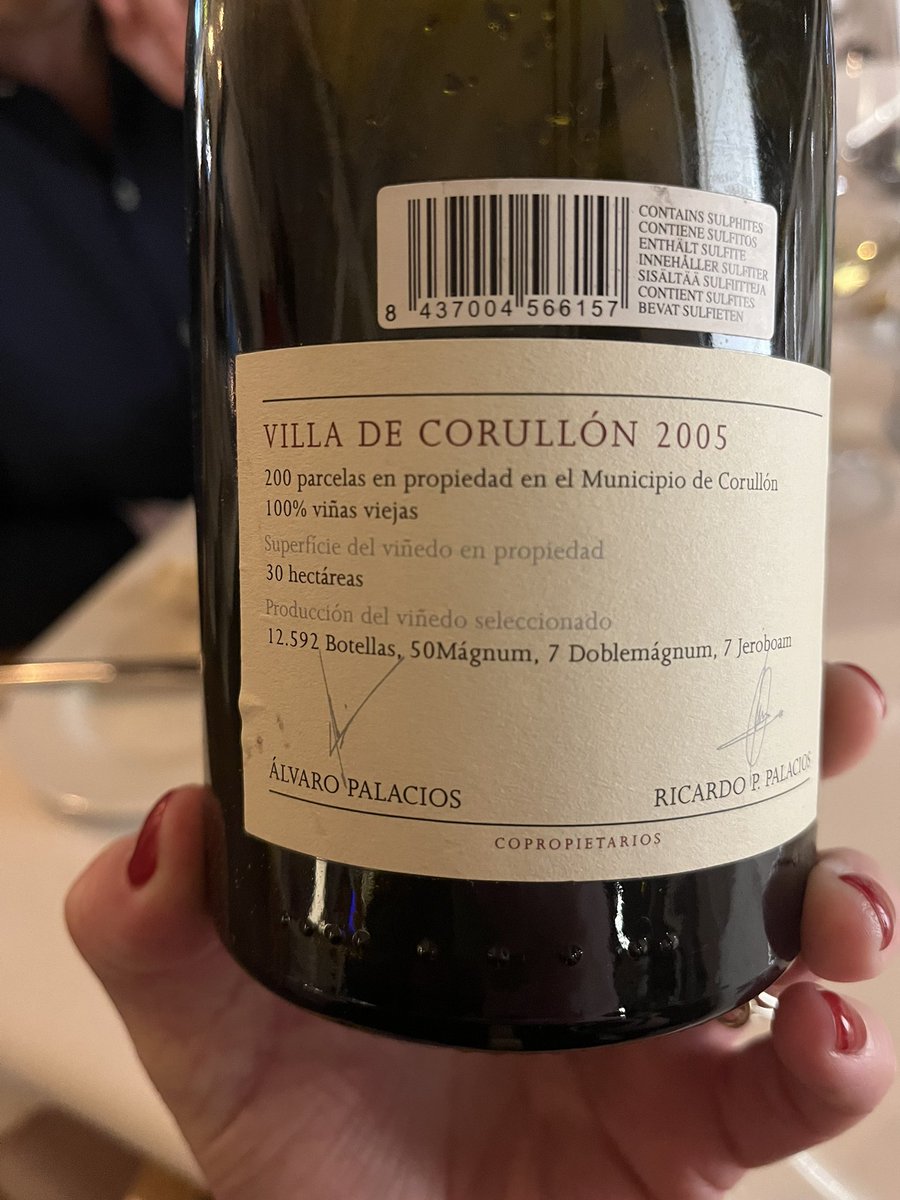 CONTAINS SULPHITES
CONTIENE SULFITOS
ENTHÄLT SULFITE
INNEHÅLLER SULFITER
SISÄLTÄÄ SULFIITTEJA
CONTIENT SULFITES
BEVAT SULFIETEN
8 437004 566157
VILLA DE CORULLÓN 2005
200 parcelas en propiedad en el Municipio de Corullón
100% viñas viejas
Superfície del viñedo en propiedad
30 hectáreas
Producción del viñedo seleccionado
12.592 Botellas, 50Mágnum, 7 Doblemágnum, 7 Jeroboam
ÁLVARO PALACIOS
RICARDO P. PALACIOS
COPROPIETARIOS